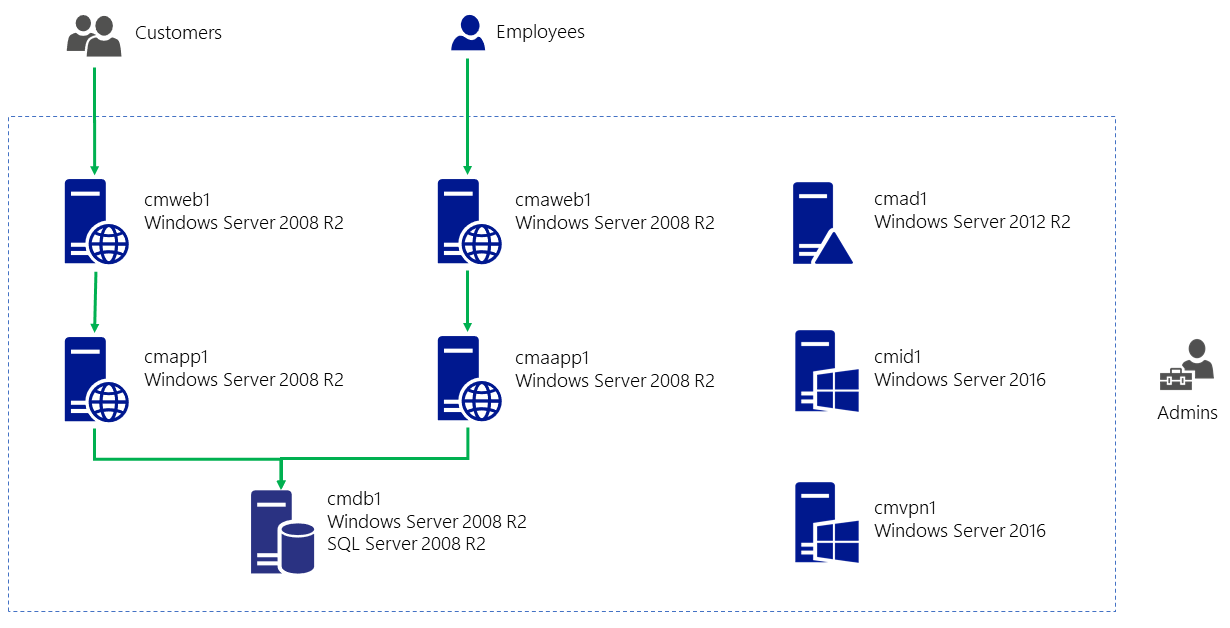 Customers
Employees
cmweb1
Windows Server 2008 R2
cmaweb1
Windows Server 2008 R2
cmad1
Windows Server 2012 R2
cmapp1
Windows Server 2008 R2
cmaapp1
Windows Server 2008 R2
cmid1
Windows Server 2016
Admins
cmdb1
Windows Server 2008 R2
SQL Server 2008 R2
cmvpn1
Windows Server 2016